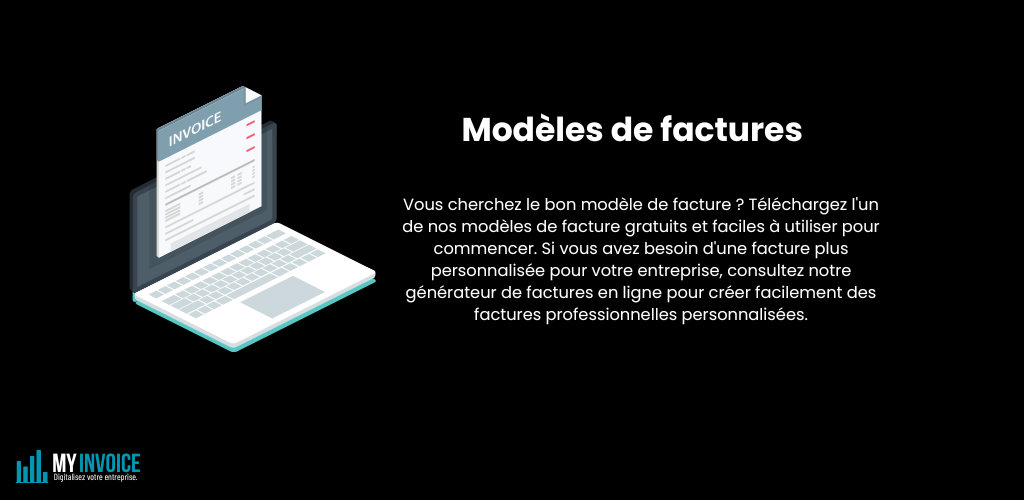 INVOICE
Modèles de factures
Vous cherchez le bon modèle de facture ? Téléchargez l'un
de nos modèles de facture gratuits et faciles à utiliser pour
commencer. Si vous avez besoin d'une facture plus
personnalisée pour votre entreprise, consultez notre
générateur de factures en ligne pour créer facilement des
factures professionnelles personnalisées.
MY INVOICE
Digitalisez votre entreprise.